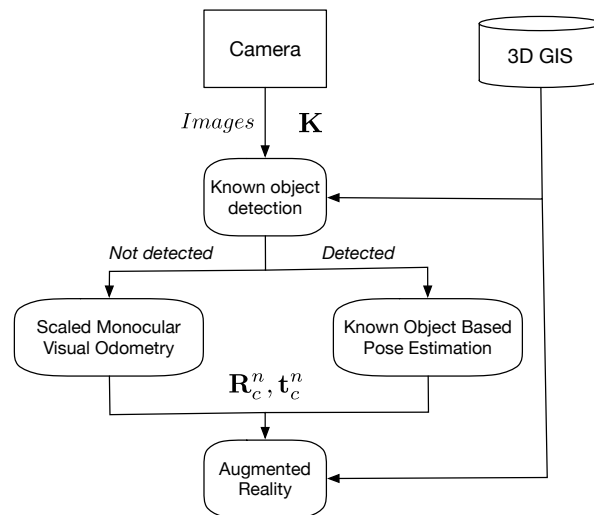 Camera
3D GIS
Images K
Known object
detection
Not detected Detected
Scaled Monocular
Visual Odometry
Known Object Based
Pose Estimation
R_c^n, t_c^n
Augmented
Reality